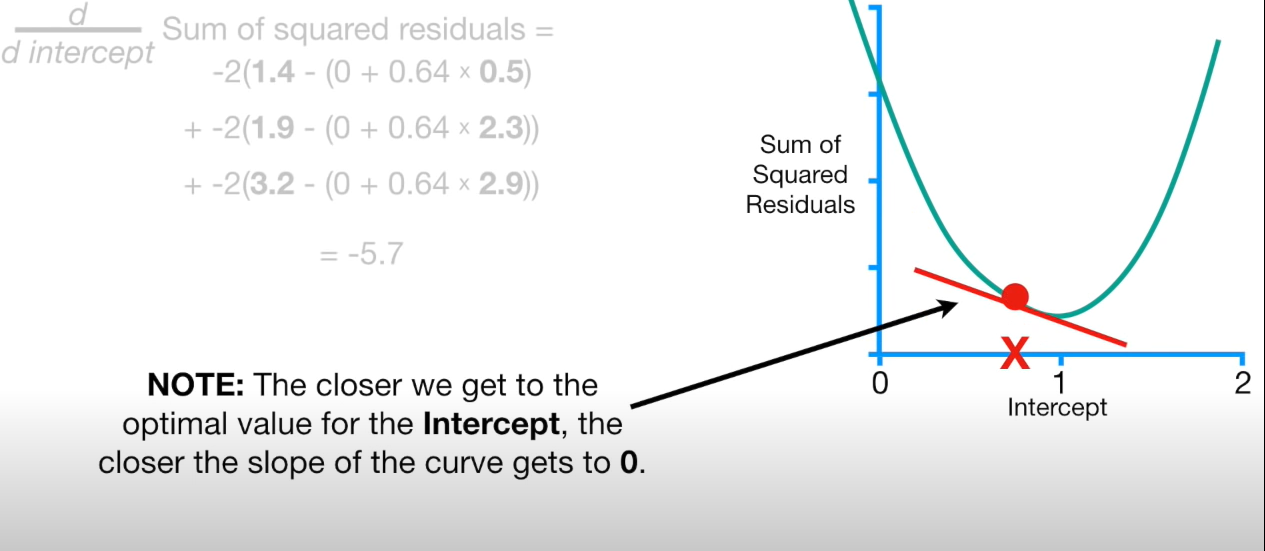 d
d intercept
Sum of squared residuals =
-2(1.4 - (0 + 0.64 × 0.5)
+ -2(1.9 - (0 + 0.64 × 2.3))
+ -2(3.2 - (0 + 0.64 × 2.9))
= -5.7
NOTE: The closer we get to the
optimal value for the Intercept, the
closer the slope of the curve gets to 0.
Sum of
Squared
Residuals
X
0 1 2
Intercept